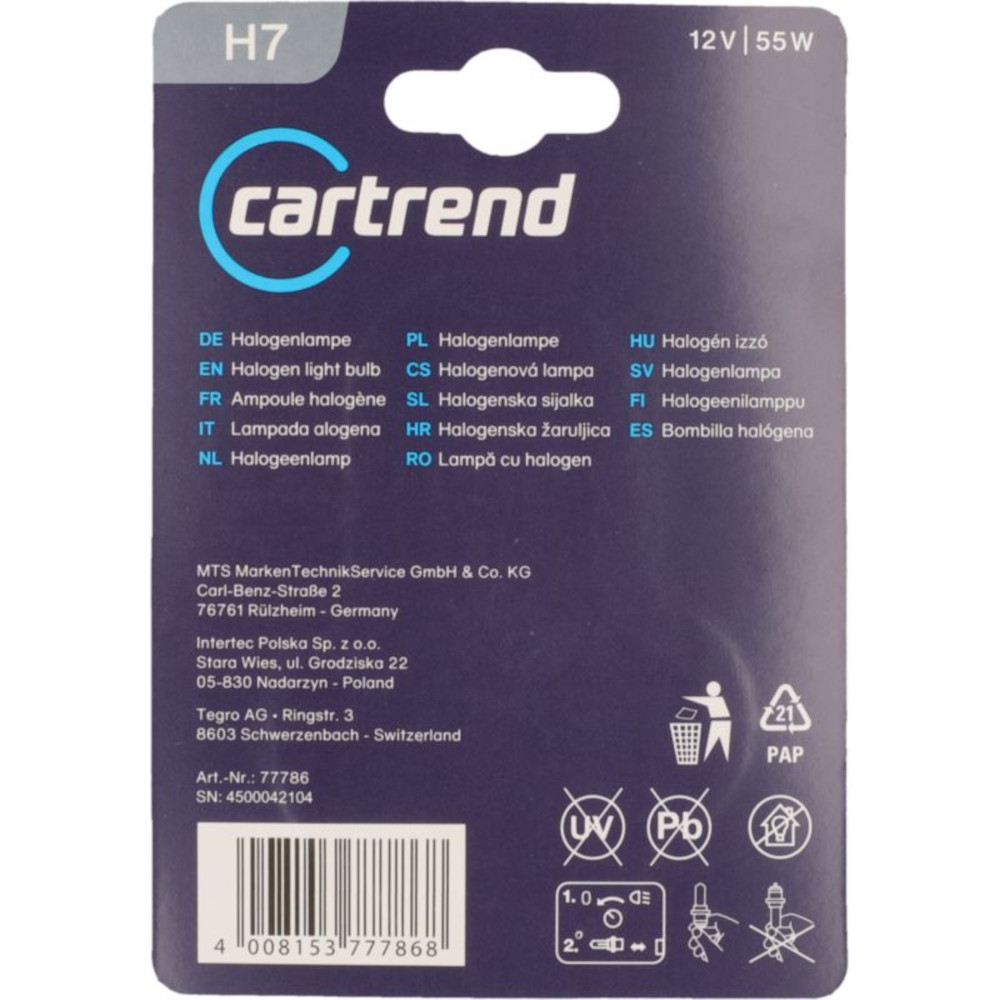 H7
12V | 55W
cartrend
DE Halogenlampe
EN Halogen light bulb
FR Ampoule halogène
IT Lampada alogena
NL Halogeenlamp
PL Halogenlampe
CS Halogenová lampa
SL Halogenska sijalka
HR Halogenska žaruljica
RO Lampă cu halogen
HU Halogén izzó
SV Halogenlampa
FI Halogeenilamppu
ES Bombilla halógena
MTS MarkenTechnikService GmbH & Co. KG
Carl-Benz-Straße 2
76761 Rülzheim - Germany
Intertec Polska Sp. z o.o.
Stara Wies, ul. Grodziska 22
05-830 Nadarzyn - Poland
Tegro AG • Ringstr. 3
8603 Schwerzenbach - Switzerland
Art.-Nr.: 77786
SN: 4500042104
21
PAP
UV
Pb
1. 0
2.
4 008153 777868